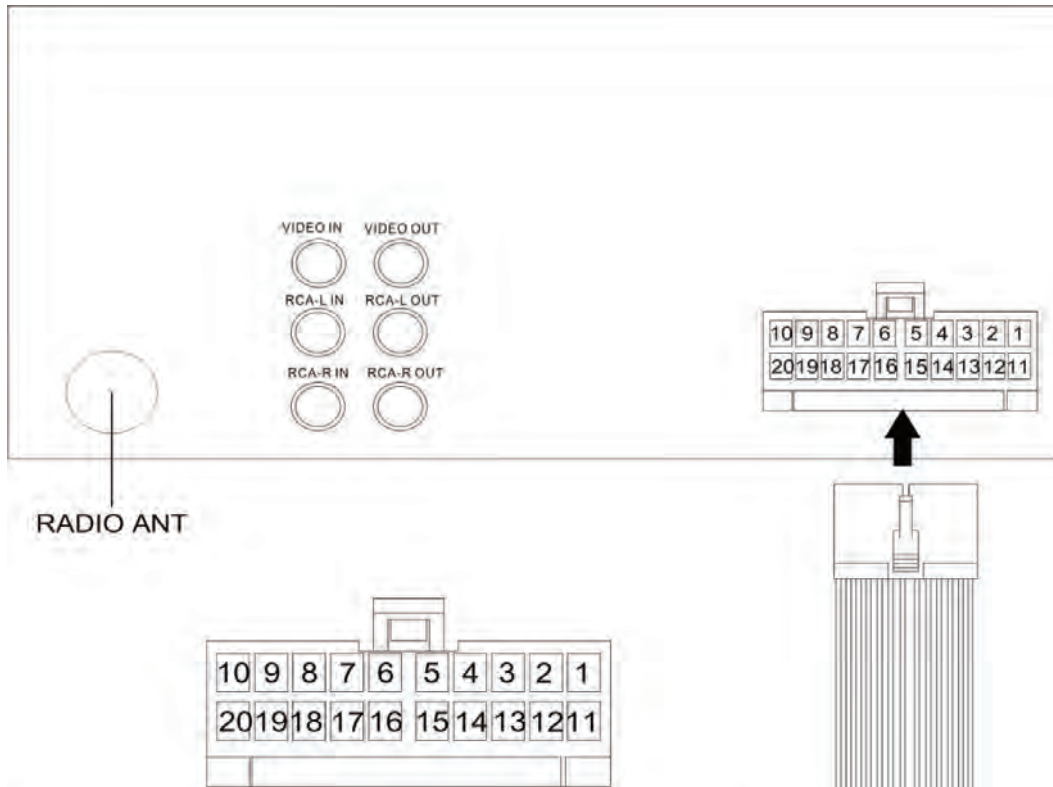 VIDEO IN VIDEO OUT
RCA-L IN RCA-L OUT
10 9 8 7 6 5 4 3 2 1
20 19 18 17 16 15 14 13 12 11
RCA-R IN RCA-R OUT
RADIO ANT
10 9 8 7 6 5 4 3 2 1
20 19 18 17 16 15 14 13 12 11